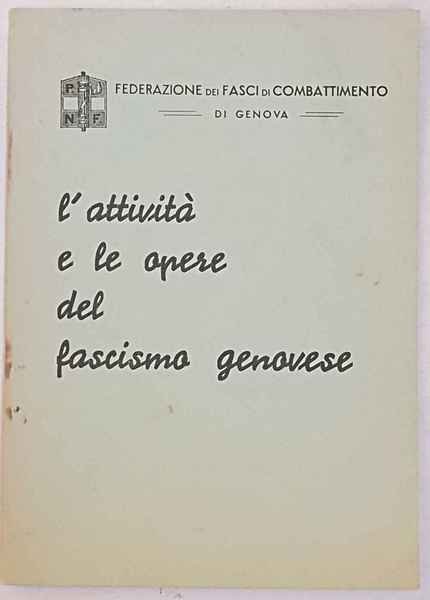 P. N. F.
FEDERAZIONE DEI FASCI DI COMBATTIMENTO
DI GENOVA
l'attività
e le opere
del
fascismo genovese